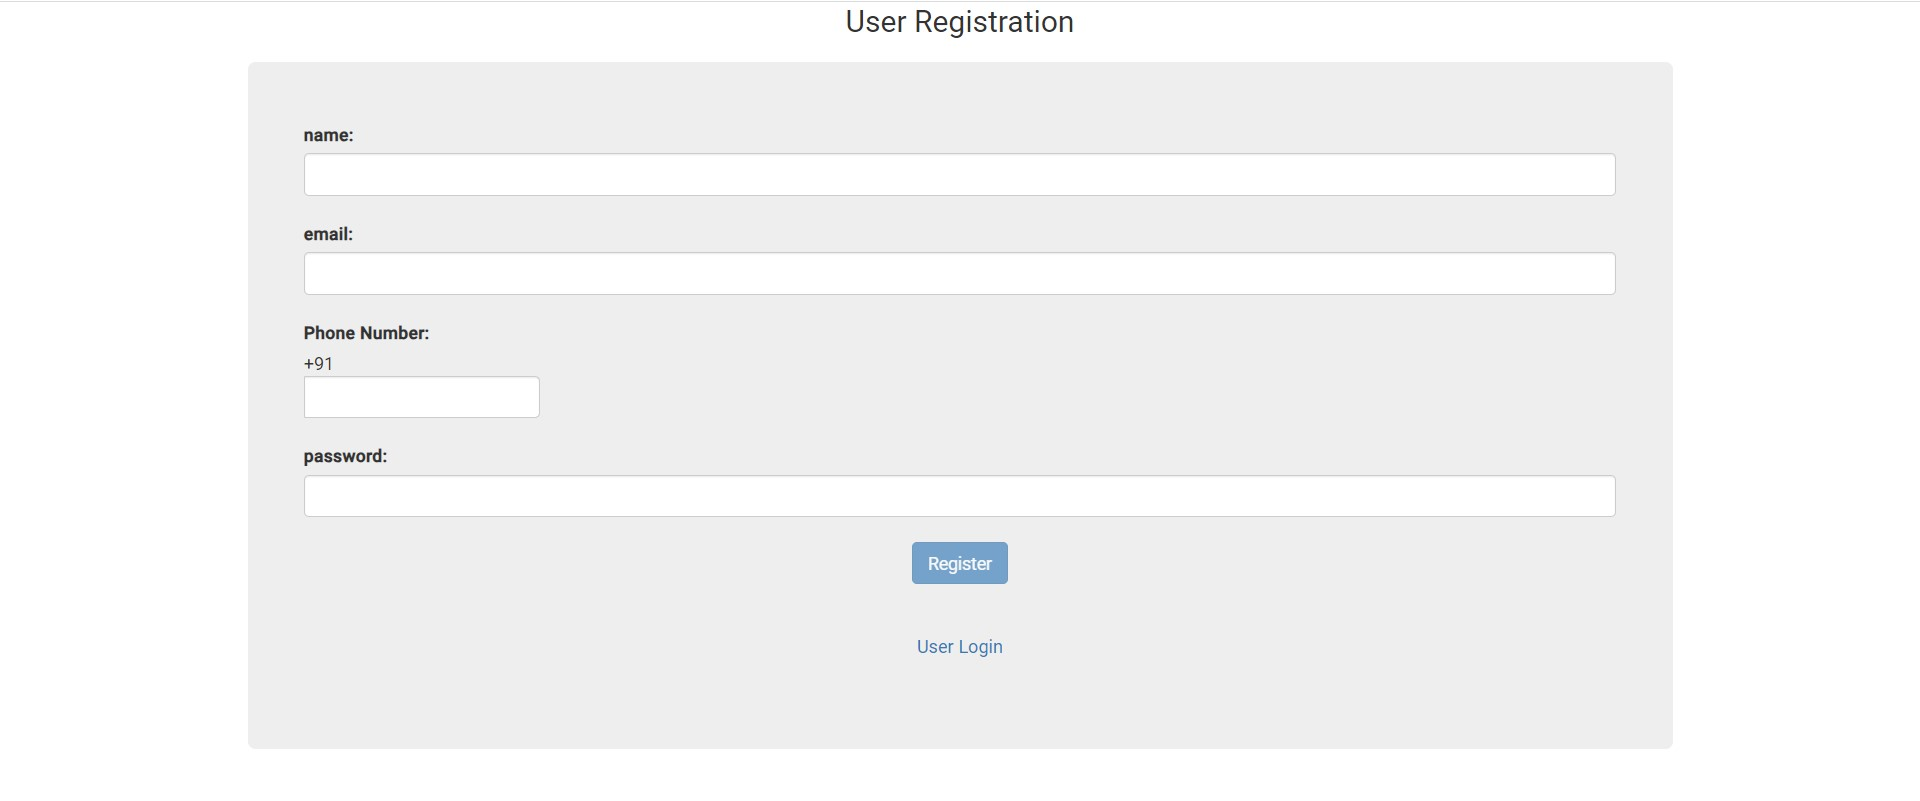 User Registration
name:
email:
Phone Number:
+91
password:
Register
User Login